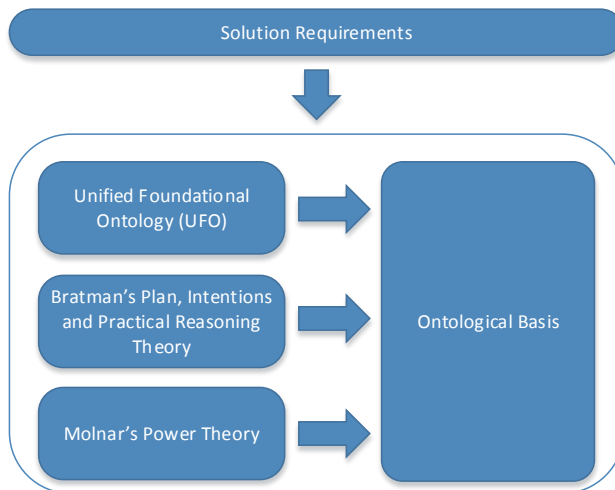 Solution Requirements
Unified Foundational
Ontology (UFO)
Bratman's Plan, Intentions
and Practical Reasoning
Theory
Molnar's Power Theory
Ontological Basis